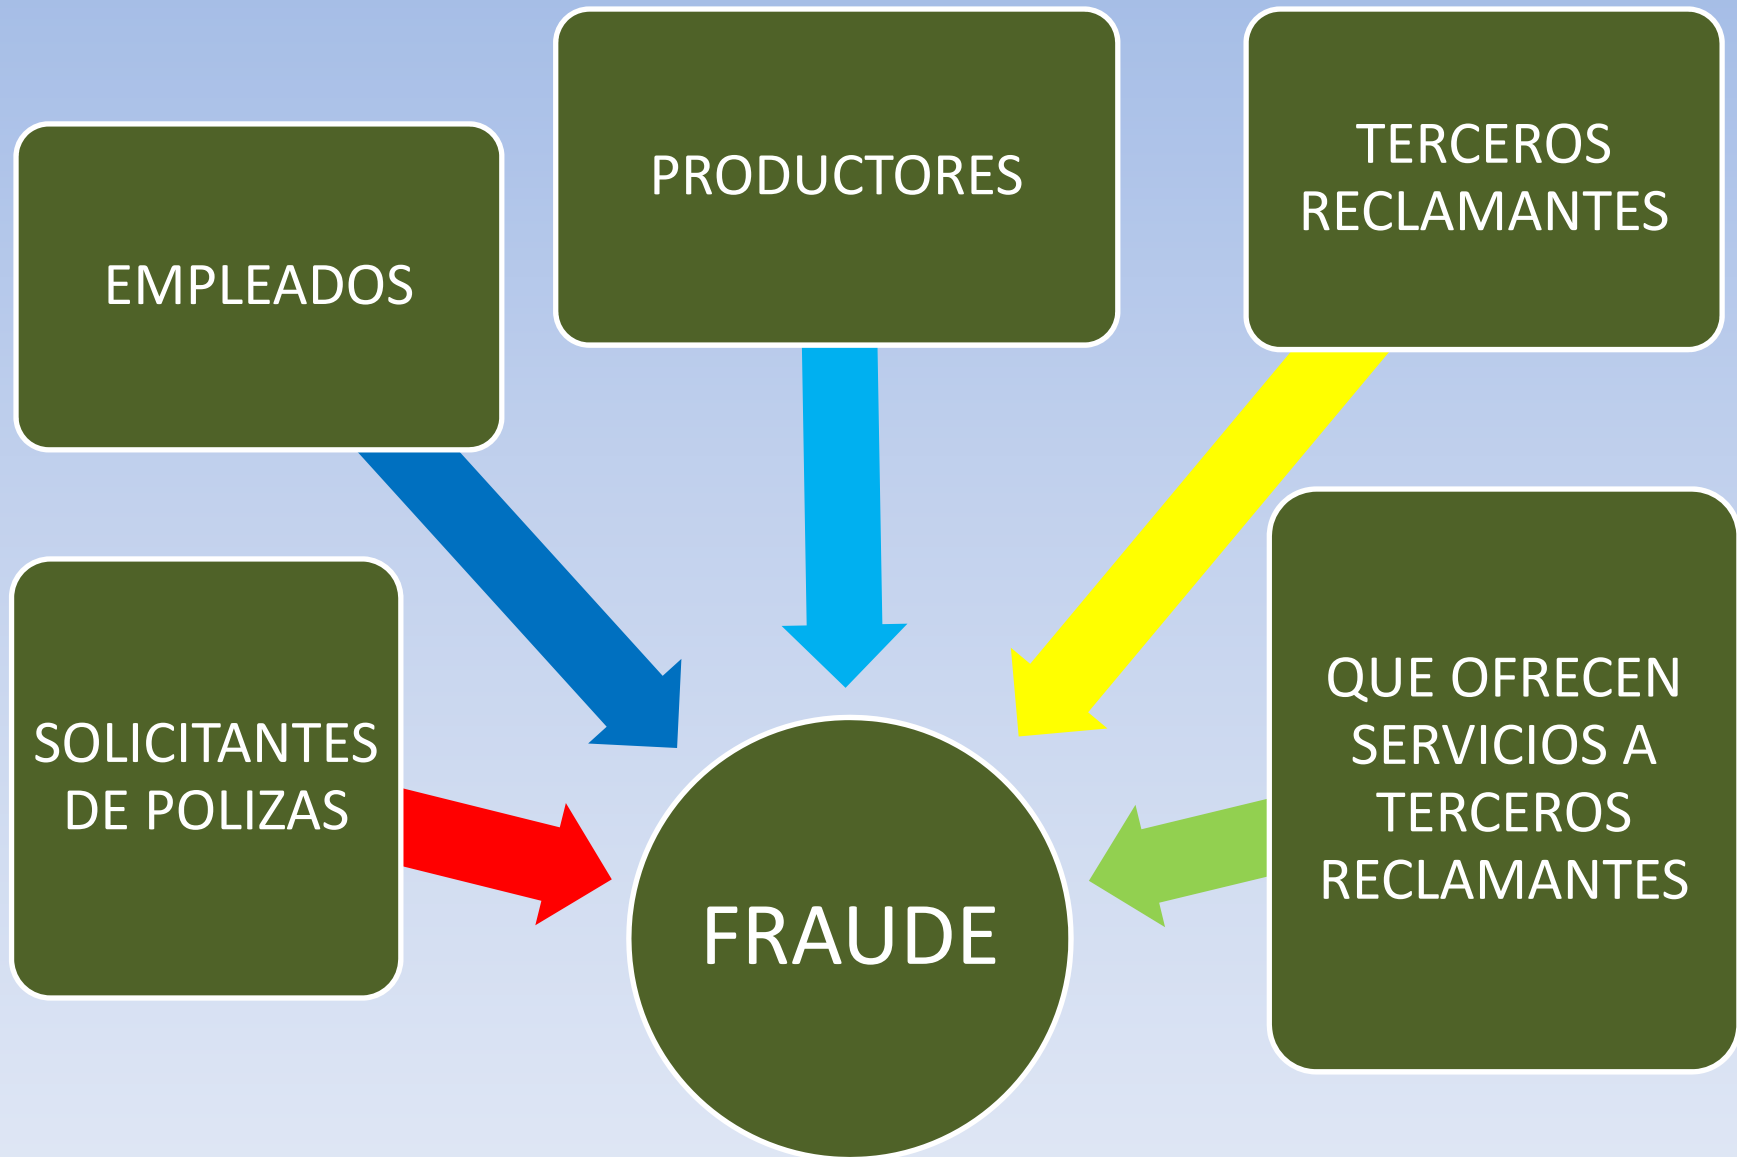 PRODUCTORES
TERCEROS
RECLAMANTES
EMPLEADOS
SOLICITANTES
DE POLIZAS
QUE OFRECEN
SERVICIOS A
TERCEROS
RECLAMANTES
FRAUDE